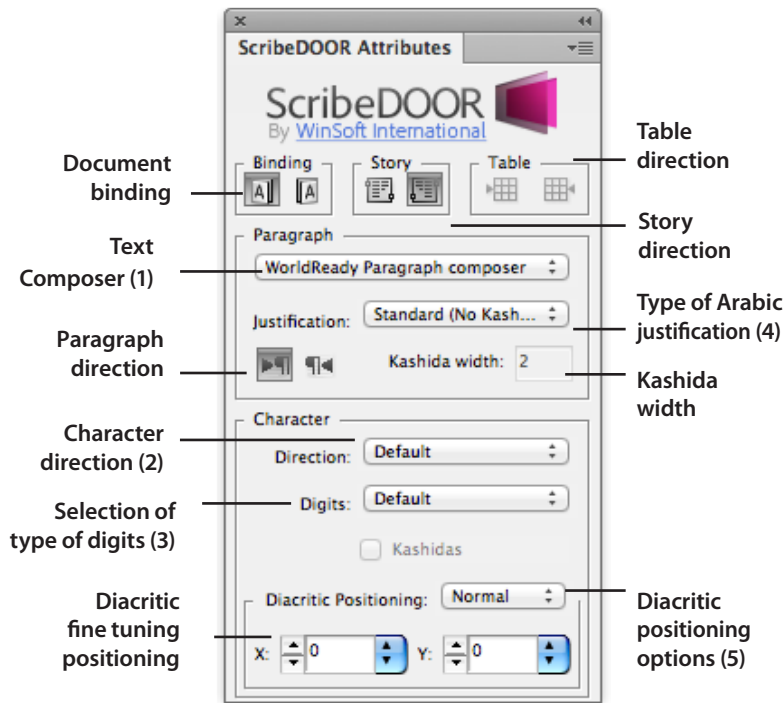 ScribeDOOR Attributes
ScribeDOOR
By WinSoft International
Document
binding
Binding
Story
Table
Table
direction
Story
direction
Text
Composer (1)
Paragraph
WorldReady Paragraph composer
Justification:
Standard (No Kash...
Type of Arabic
justification (4)
Paragraph
direction
Kashida width:
2
Kashida
width
Character
Character
direction (2)
Direction:
Default
Selection of
type of digits (3)
Digits:
Default
Kashidas
Diacritic
fine tuning
positioning
Diacritic Positioning:
Normal
X:
0
Y:
0
Diacritic
positioning
options (5)